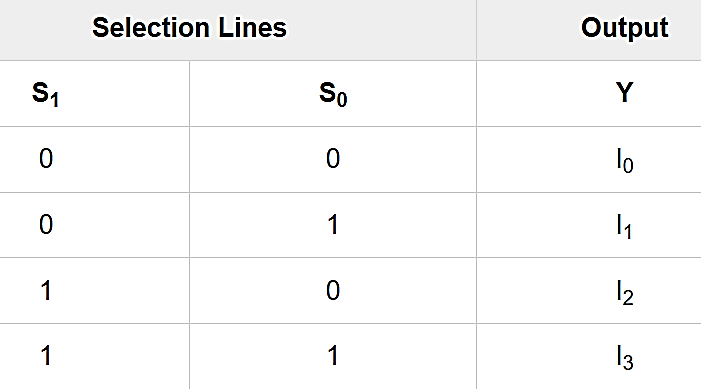 Selection Lines Output
S₁ S₀ Y
0 0 I₀
0 1 I₁
1 0 I₂
1 1 I₃